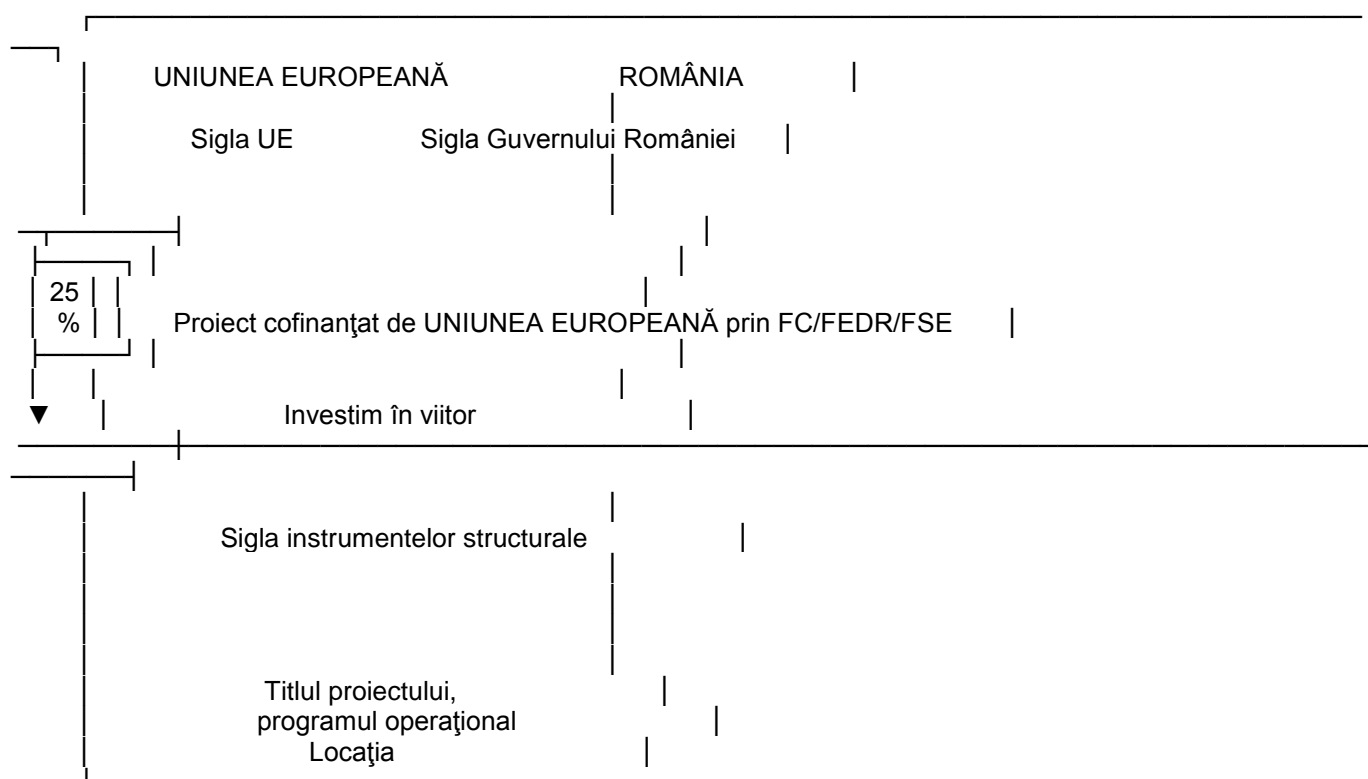 UNIUNEA EUROPEANĂ ROMÂNIA
Sigla UE Sigla Guvernului României
25
% Proiect cofinanţat de UNIUNEA EUROPEANĂ prin FC/FEDR/FSE
Investim în viitor
Sigla instrumentelor structurale
Titlul proiectului,
programul operaţional
Locaţia